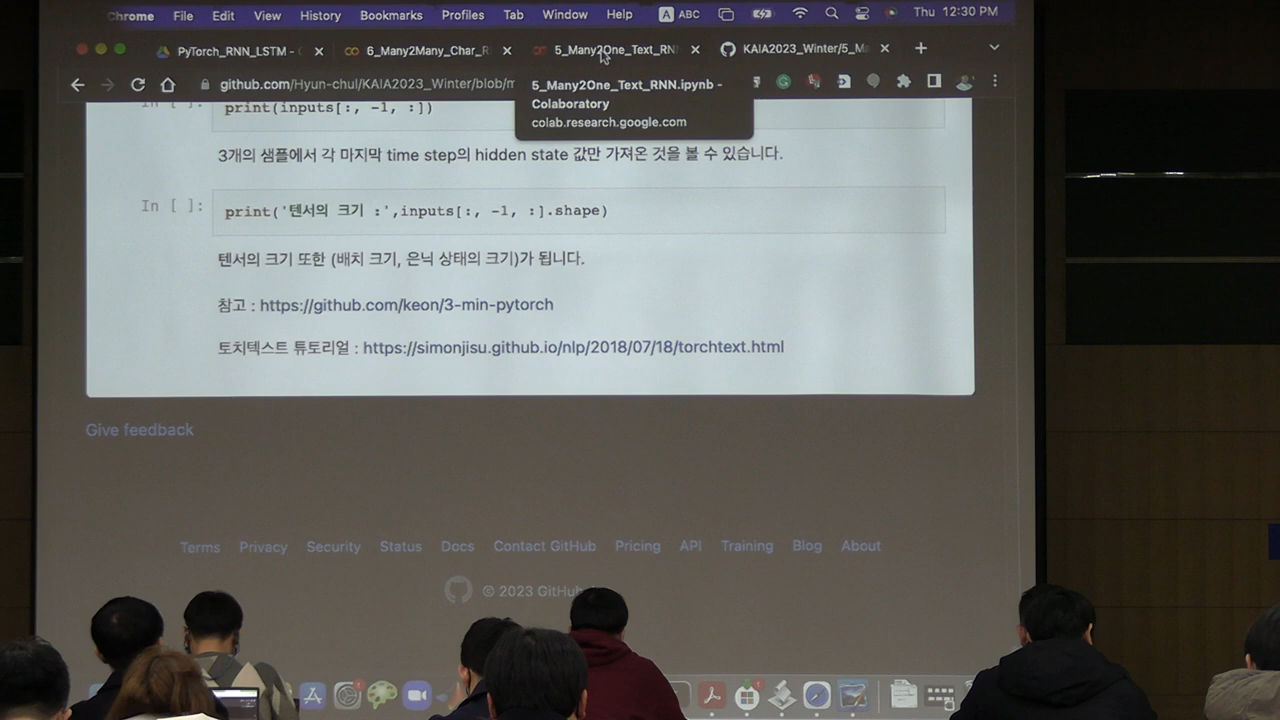 Chrome File Edit View History Bookmarks Profiles Tab Window Help A ABC Thu 12:30 PM
PyTorch_RNN_LSTM - 6_Many2Many_Char_R 5_Many2One_Text_RN KAIA2023_Winter/5_Ma
github.com/Hyun-chul/KAIA2023_Winter/blob/m
5_Many2One_Text_RNN.ipynb -
Colaboratory
colab.research.google.com
In [ ]: print(inputs[:, -1, :])
3개의 샘플에서 각 마지막 time step의 hidden state 값만 가져온 것을 볼 수 있습니다.
In [ ]: print('텐서의 크기 :',inputs[:, -1, :].shape)
텐서의 크기 또한 (배치 크기, 은닉 상태의 크기)가 됩니다.
참고 : https://github.com/keon/3-min-pytorch
토치텍스트 튜토리얼 : https://simonjisu.github.io/nlp/2018/07/18/torchtext.html
Give feedback
Terms Privacy Security Status Docs Contact GitHub Pricing API Training Blog About
© 2023 GitHub